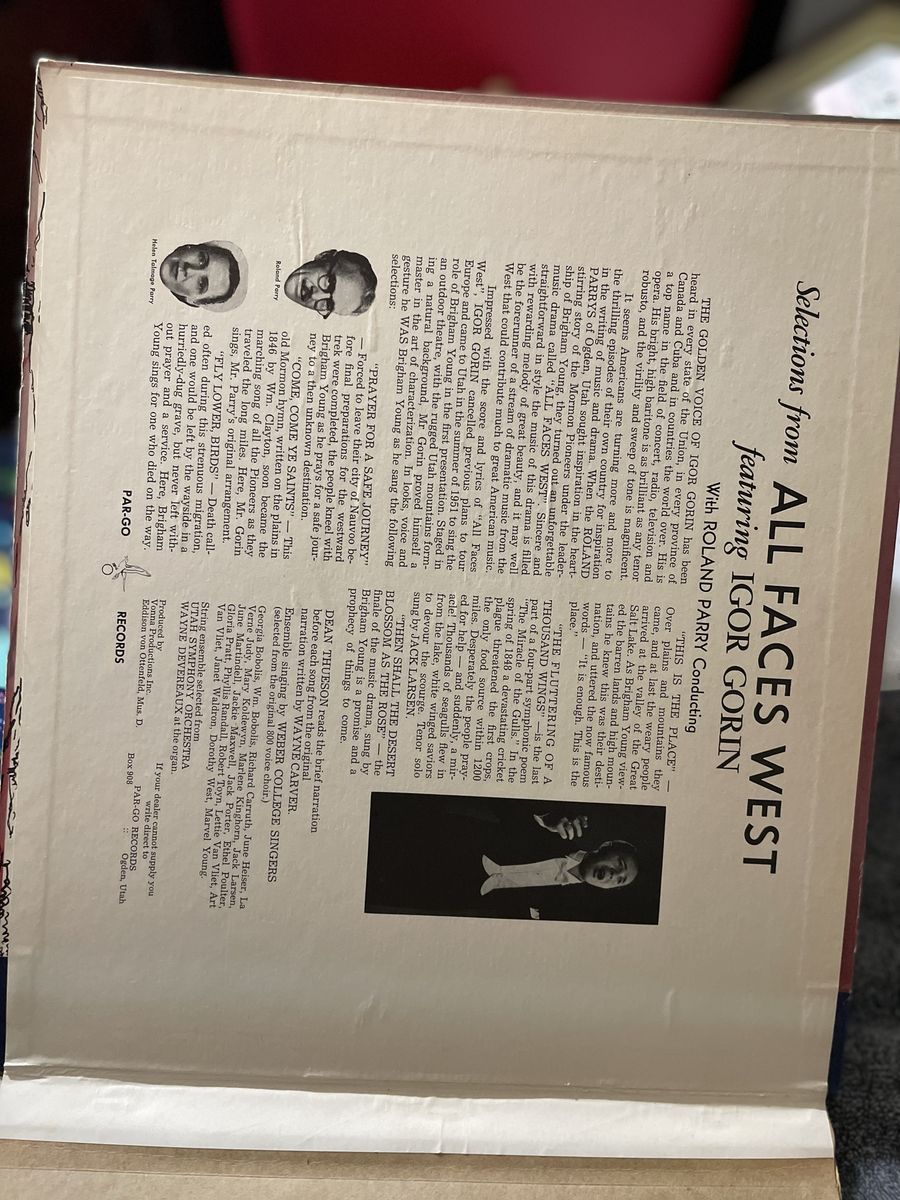 Selections from ALL FACES WEST
featuring IGOR GORIN
With ROLAND PARRY Conducting
THE GOLDEN VOICE OF IGOR GORIN has been
heard in every state of the Union, in every province of
Canada and Cuba and in countries the world over. His is
a top name in the field of concert, radio, television and
opera. His bright, high baritone is as brilliant as any tenor
robusto, and the virility and sweep of tone is magnificent.
It seems Americans are turning more and more to
the thrilling episodes of their own country for inspiration
in the writing of music and drama. When the ROLAND
PARRY'S of Ogden, Utah sought inspiration in the heart-
stirring story of the Mormon Pioneers under the leader-
ship of Brigham Young, they turned out an unforgettable
music drama called "ALL FACES WEST". Sincere and
straightforward in style the music of this drama is filled
with rewarding melody of great beauty, and it may well
be the forerunner of a stream of dramatic music from the
West that could contribute much to great American music.
Impressed with the score and lyrics of "All Faces
West", IGOR GORIN cancelled previous plans to tour
Europe and came to Utah in the summer of 1951 to sing the
role of Brigham Young in the first presentation. Staged in
an outdoor theatre, with the rugged Utah mountains form-
ing a natural background, Mr. Gorin proved himself a
master in the art of characterization. In looks, voice and
gesture he WAS Brigham Young as he sang the following
selections:
Roland Parry
Helen Talmage Parry
"PRAYER FOR A SAFE JOURNEY"
— Forced to leave their city of Nauvoo be-
fore final preparations for the westward
trek were completed, the people kneel with
Brigham Young as he prays for a safe jour-
ney to a then unknown destination.
"COME, COME YE SAINTS" — This
old Mormon hymn, written on the plains in
1846 by Wm. Clayton, soon became the
marching song of all the Pioneers as they
traveled the long miles. Here, Mr. Gorin
sings, Mr. Parry's original arrangement.
"FLY LOWER, BIRDS" — Death call-
ed often during this strenuous migration,
and one would be left by the wayside in a
hurriedly-dug grave, but never left with-
out prayer and a service. Here, Brigham
Young sings for one who died on the way.
"THIS IS THE PLACE" —
Over plains and mountains they
came, and at last the weary people
arrived at the valley of the Great
Salt Lake. As Brigham Young view-
ed the barren lands and high moun-
tains he knew this was their desti-
nation, and uttered the now famous
words — "It is enough. This is the
place."
"THE FLUTTERING OF A
THOUSAND WINGS" —is the last
part of a four-part symphonic poem
"The Miracle of the Gulls." In the
spring of 1849 a devastating cricket
plague threatened the first crops,
the only food source within 1200
miles. Desperately the people pray-
ed for help — and suddenly, a mir-
acle! Thousands of seagulls flew in
from the lake, white winged saviors
to devour the scourge. Tenor solo
sung by JACK LARSEN.
"THEN SHALL THE DESERT
BLOSSOM AS THE ROSE" — the
finale of the music drama, sung by
Brigham Young is a promise and a
prophecy of things to come.
DEAN THUESON reads the brief narration
before each song from the original
narration written by WAYNE CARVER.
Ensemble singing by WEBER COLLEGE SINGERS
(selected from the original 800 voice choir.)
Georgia Bobolis, Wm. Bobolis, Richard Carruth, June Heiser, La
Verne Judy, Mary Koldewyn, Marlene Kinghorn, Jack Larsen,
June Martindell, Jackie Maxwell, Jack Porter, Ethel Poulter,
Gloria Pratt, Phyllis Randall, Robert Toyn, Lettie Van Vliet, Art
Van Vliet, Junet Waldron, Dorothy West, Marvel Young.
String ensemble selected from
UTAH SYMPHONY ORCHESTRA
WAYNE DEVEREAUX at the organ.
Produced by
Vonna Productions Inc.
Eddison von Ottenfeld, Mus. D.
If your dealer cannot supply you
write direct to
PAR-GO RECORDS
Box 908 :: Ogden, Utah
PAR-GO RECORDS